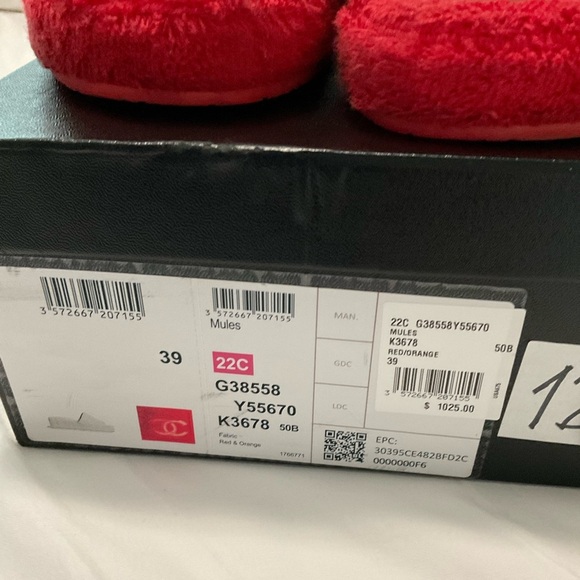 3 572667 207155
39
3 572667 207155
Mules
22C
G38558
Y55670
K3678 50B
Fabric
Red & Orange
1760771
MAN.
GDC
LOC
22C G38558Y55670
MULES
K3678 50B
RED/ORANGE
39
3 572667 207155
$ 1025.00
EPC:
30395CE482BFD2C
0000000F6